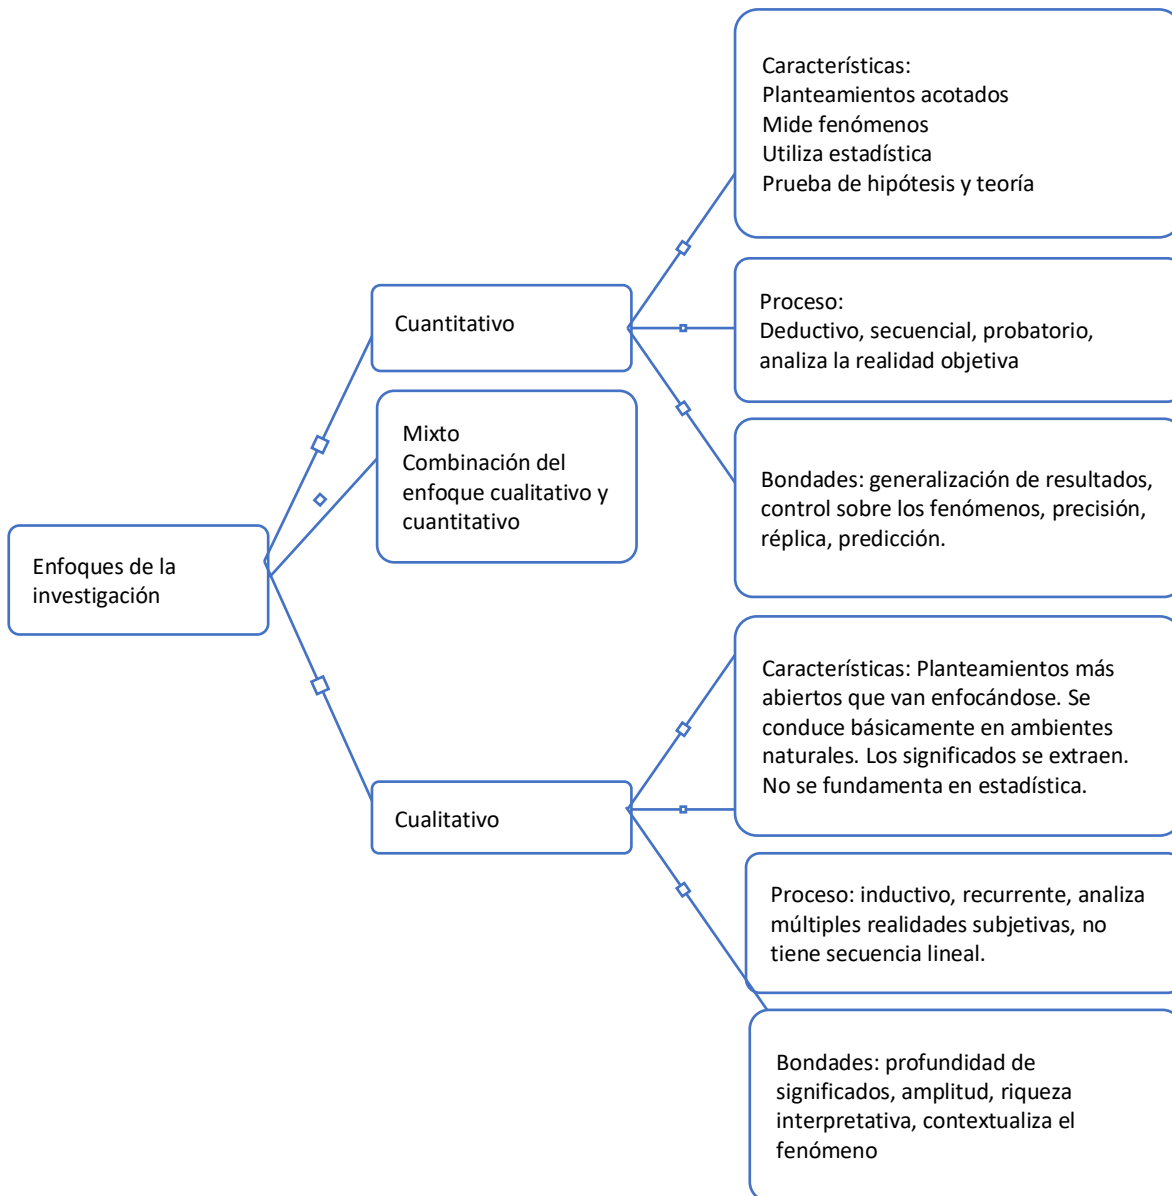 Enfoques de la
investigación
Cuantitativo
Características:
Planteamientos acotados
Mide fenómenos
Utiliza estadística
Prueba de hipótesis y teoría
Proceso:
Deductivo, secuencial, probatorio,
analiza la realidad objetiva
Bondades: generalización de resultados,
control sobre los fenómenos, precisión,
réplica, predicción.
Mixto
Combinación del
enfoque cualitativo y
cuantitativo
Cualitativo
Características: Planteamientos más
abiertos que van enfocándose. Se
conduce básicamente en ambientes
naturales. Los significados se extraen.
No se fundamenta en estadística.
Proceso: inductivo, recurrente, analiza
múltiples realidades subjetivas, no
tiene secuencia lineal.
Bondades: profundidad de
significados, amplitud, riqueza
interpretativa, contextualiza el
fenómeno